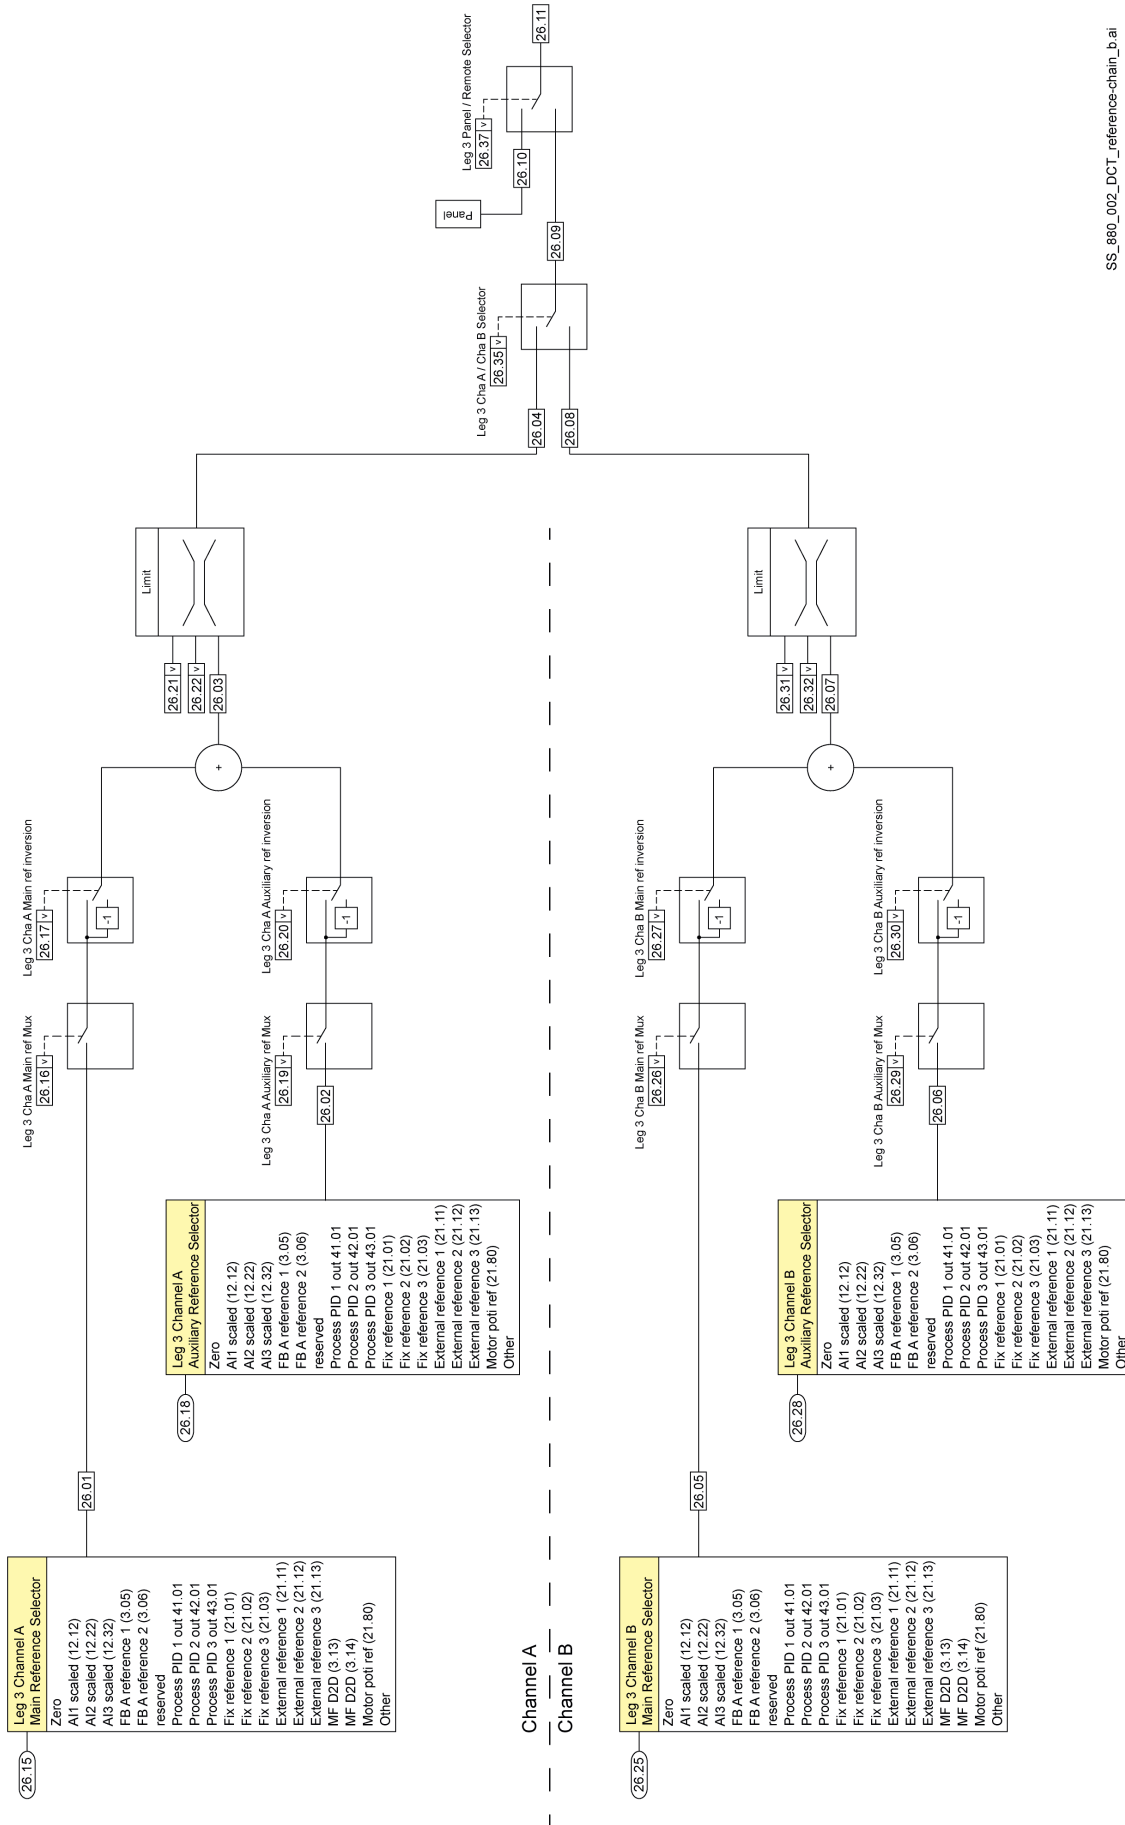 26.15
Leg 3 Channel A
Main Reference Selector
Zero
AI1 scaled (12.12)
AI2 scaled (12.22)
AI3 scaled (12.32)
FB A reference 1 (3.05)
FB A reference 2 (3.06)
reserved
Process PID 1 out 41.01
Process PID 2 out 42.01
Process PID 3 out 43.01
Fix reference 1 (21.01)
Fix reference 2 (21.02)
Fix reference 3 (21.03)
External reference 1 (21.11)
External reference 2 (21.12)
External reference 3 (21.13)
MF D2D (3.13)
MF D2D (3.14)
Motor poti ref (21.80)
Other
26.01
Leg 3 Cha A Main ref Mux
26.16 v
Leg 3 Cha A Main ref inversion
26.17 v
-1
26.18
Leg 3 Channel A
Auxiliary Reference Selector
Zero
AI1 scaled (12.12)
AI2 scaled (12.22)
AI3 scaled (12.32)
FB A reference 1 (3.05)
FB A reference 2 (3.06)
reserved
Process PID 1 out 41.01
Process PID 2 out 42.01
Process PID 3 out 43.01
Fix reference 1 (21.01)
Fix reference 2 (21.02)
Fix reference 3 (21.03)
External reference 1 (21.11)
External reference 2 (21.12)
External reference 3 (21.13)
Motor poti ref (21.80)
Other
26.02
Leg 3 Cha A Auxiliary ref Mux
26.19 v
Leg 3 Cha A Auxiliary ref inversion
26.20 v
-1
+
26.21 v
26.22 v
26.03
Limit
26.04
26.08
Leg 3 Cha A / Cha B Selector
26.35 v
26.09
Panel
26.10
Leg 3 Panel / Remote Selector
26.37 v
26.11
Channel A
Channel B
26.25
Leg 3 Channel B
Main Reference Selector
Zero
AI1 scaled (12.12)
AI2 scaled (12.22)
AI3 scaled (12.32)
FB A reference 1 (3.05)
FB A reference 2 (3.06)
reserved
Process PID 1 out 41.01
Process PID 2 out 42.01
Process PID 3 out 43.01
Fix reference 1 (21.01)
Fix reference 2 (21.02)
Fix reference 3 (21.03)
External reference 1 (21.11)
External reference 2 (21.12)
External reference 3 (21.13)
MF D2D (3.13)
MF D2D (3.14)
Motor poti ref (21.80)
Other
26.05
Leg 3 Cha B Main ref Mux
26.26 v
Leg 3 Cha B Main ref inversion
26.27 v
-1
26.28
Leg 3 Channel B
Auxiliary Reference Selector
Zero
AI1 scaled (12.12)
AI2 scaled (12.22)
AI3 scaled (12.32)
FB A reference 1 (3.05)
FB A reference 2 (3.06)
reserved
Process PID 1 out 41.01
Process PID 2 out 42.01
Process PID 3 out 43.01
Fix reference 1 (21.01)
Fix reference 2 (21.02)
Fix reference 3 (21.03)
External reference 1 (21.11)
External reference 2 (21.12)
External reference 3 (21.13)
Motor poti ref (21.80)
Other
26.06
Leg 3 Cha B Auxiliary ref Mux
26.29 v
Leg 3 Cha B Auxiliary ref inversion
26.30 v
-1
+
26.31 v
26.32 v
26.07
Limit
SS_880_002_DCT_reference-chain_b.ai